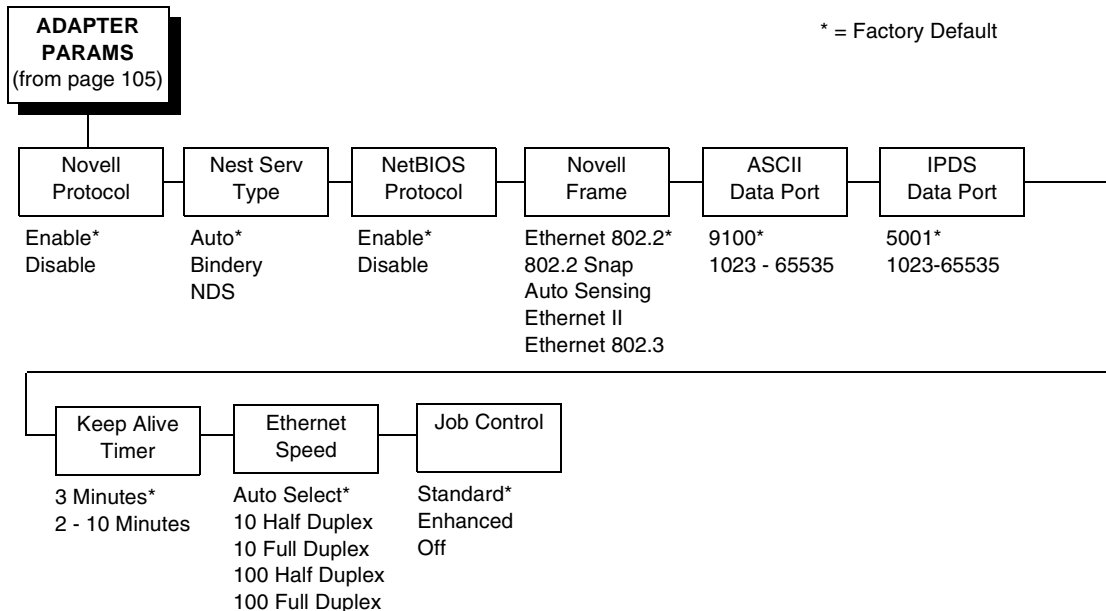 ADAPTER
PARAMS
(from page 105)
* = Factory Default
Novell
Protocol
Enable*
Disable
Nest Serv
Type
Auto*
Bindery
NDS
NetBIOS
Protocol
Enable*
Disable
Novell
Frame
Ethernet 802.2*
802.2 Snap
Auto Sensing
Ethernet II
Ethernet 802.3
ASCII
Data Port
9100*
1023 - 65535
IPDS
Data Port
5001*
1023-65535
Keep Alive
Timer
3 Minutes*
2 - 10 Minutes
Ethernet
Speed
Auto Select*
10 Half Duplex
10 Full Duplex
100 Half Duplex
100 Full Duplex
Job Control
Standard*
Enhanced
Off